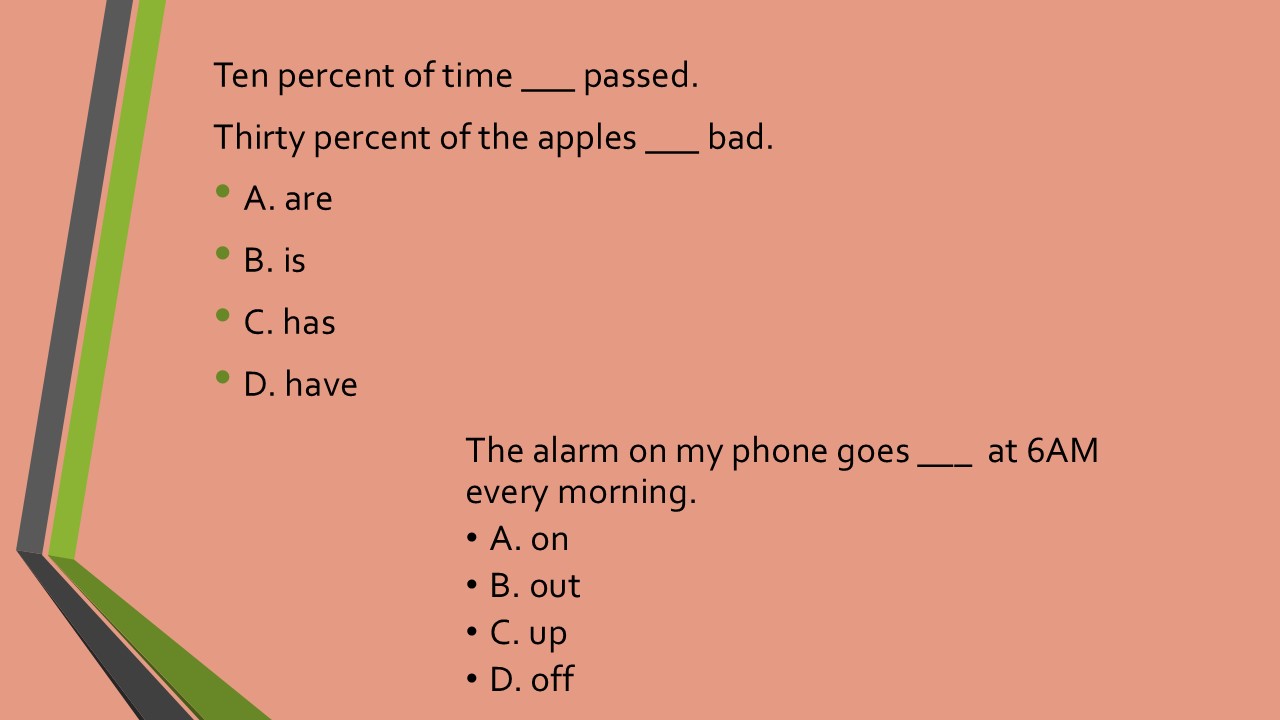 Ten percent of time ___ passed.
Thirty percent of the apples ___ bad.
• A. are
• B. is
• C. has
• D. have
The alarm on my phone goes ___ at 6AM
every morning.
• A. on
• B. out
• C. up
• D. off